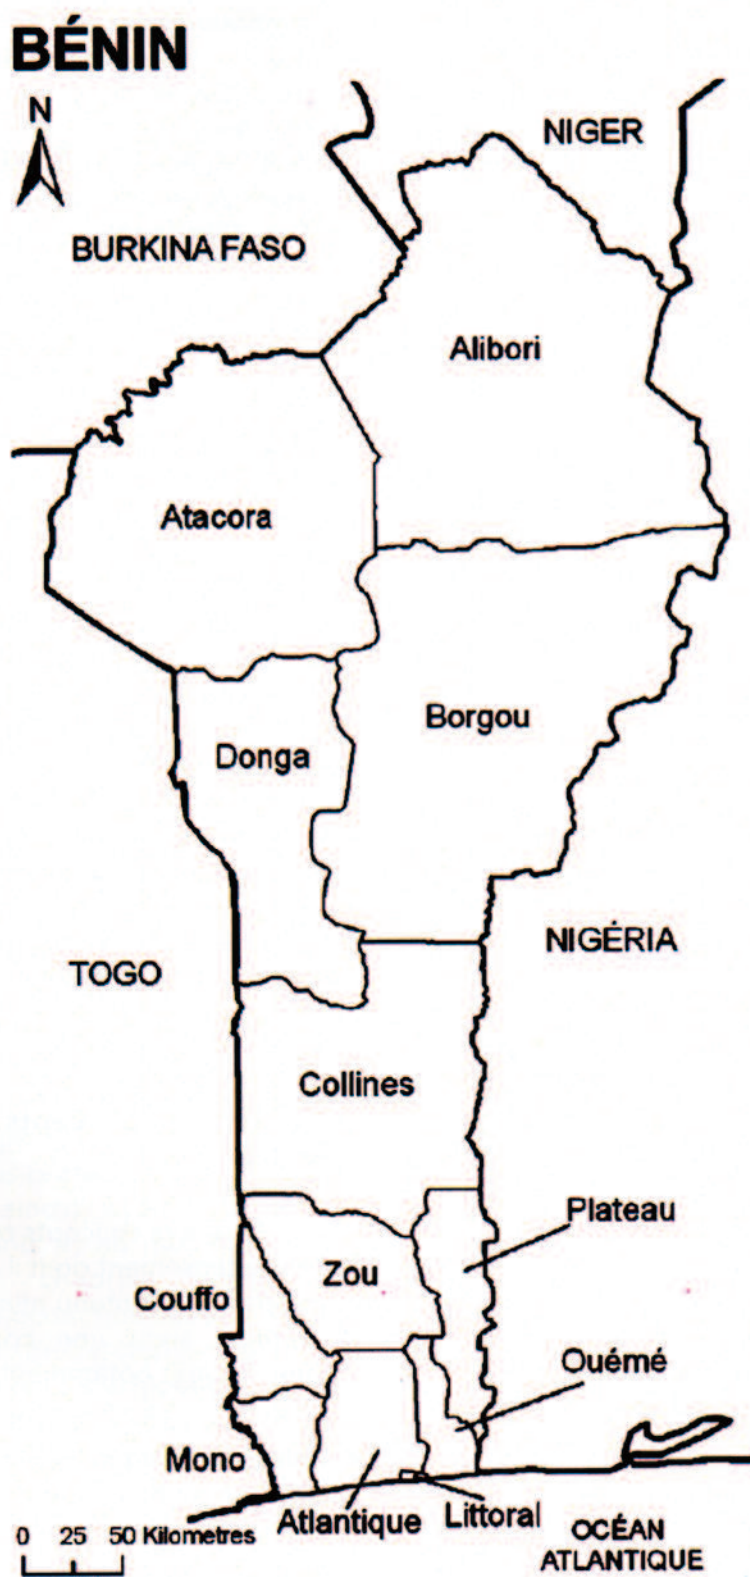 BÉNIN
N
NIGER
BURKINA FASO
Alibori
Atacora
Borgou
Donga
NIGÉRIA
TOGO
Collines
Plateau
Zou
Couffo
Ouémé
Mono
Atlantique
Littoral
0 25 50 Kilometres
OCÉAN
ATLANTIQUE